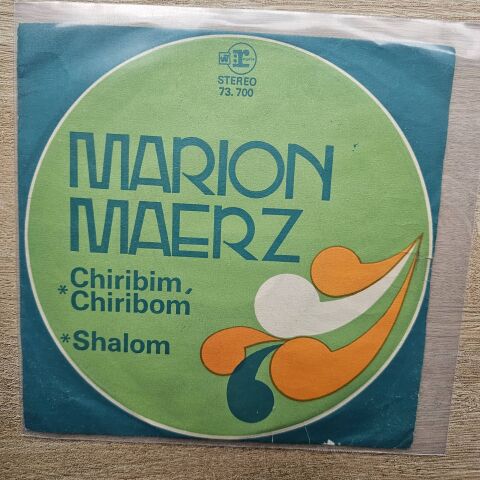 r
STEREO
73.700
MARION
MAERZ
*Chiribim,
Chiribom
*Shalom